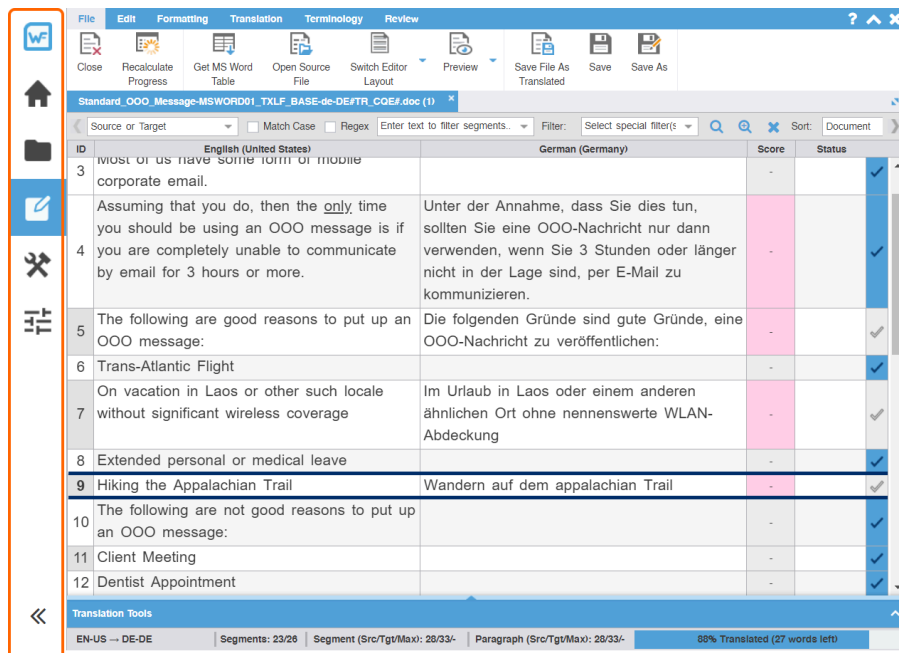 WF
File Edit Formatting Translation Terminology Review ?
Close
Recalculate
Progress
Get MS Word
Table
Open Source
File
Switch Editor
Layout
Preview
Save File As
Translated
Save
Save As
Standard_OOO_Message-MSWORD01_TXLF_BASE-de-DE#TR_CQE#.doc (1) ×
Source or Target Match Case Regex Enter text to filter segments.. Filter: Select special filter(s Sort: Document
ID English (United States) German (Germany) Score Status
3
Most of us have some form of mobile
corporate email.
-
4
Assuming that you do, then the only time
you should be using an OOO message is if
you are completely unable to communicate
by email for 3 hours or more.
Unter der Annahme, dass Sie dies tun,
sollten Sie eine OOO-Nachricht nur dann
verwenden, wenn Sie 3 Stunden oder länger
nicht in der Lage sind, per E-Mail zu
kommunizieren.
-
5
The following are good reasons to put up an
OOO message:
Die folgenden Gründe sind gute Gründe, eine
OOO-Nachricht zu veröffentlichen:
-
6 Trans-Atlantic Flight -
7
On vacation in Laos or other such locale
without significant wireless coverage
Im Urlaub in Laos oder einem anderen
ähnlichen Ort ohne nennenswerte WLAN-
Abdeckung
-
8 Extended personal or medical leave -
9 Hiking the Appalachian Trail Wandern auf dem appalachian Trail -
10
The following are not good reasons to put up
an OOO message:
-
11 Client Meeting -
12 Dentist Appointment -
Translation Tools
EN-US → DE-DE Segments: 23/26 Segment (Src/Tgt/Max): 28/33/- Paragraph (Src/Tgt/Max): 28/33/- 88% Translated (27 words left)